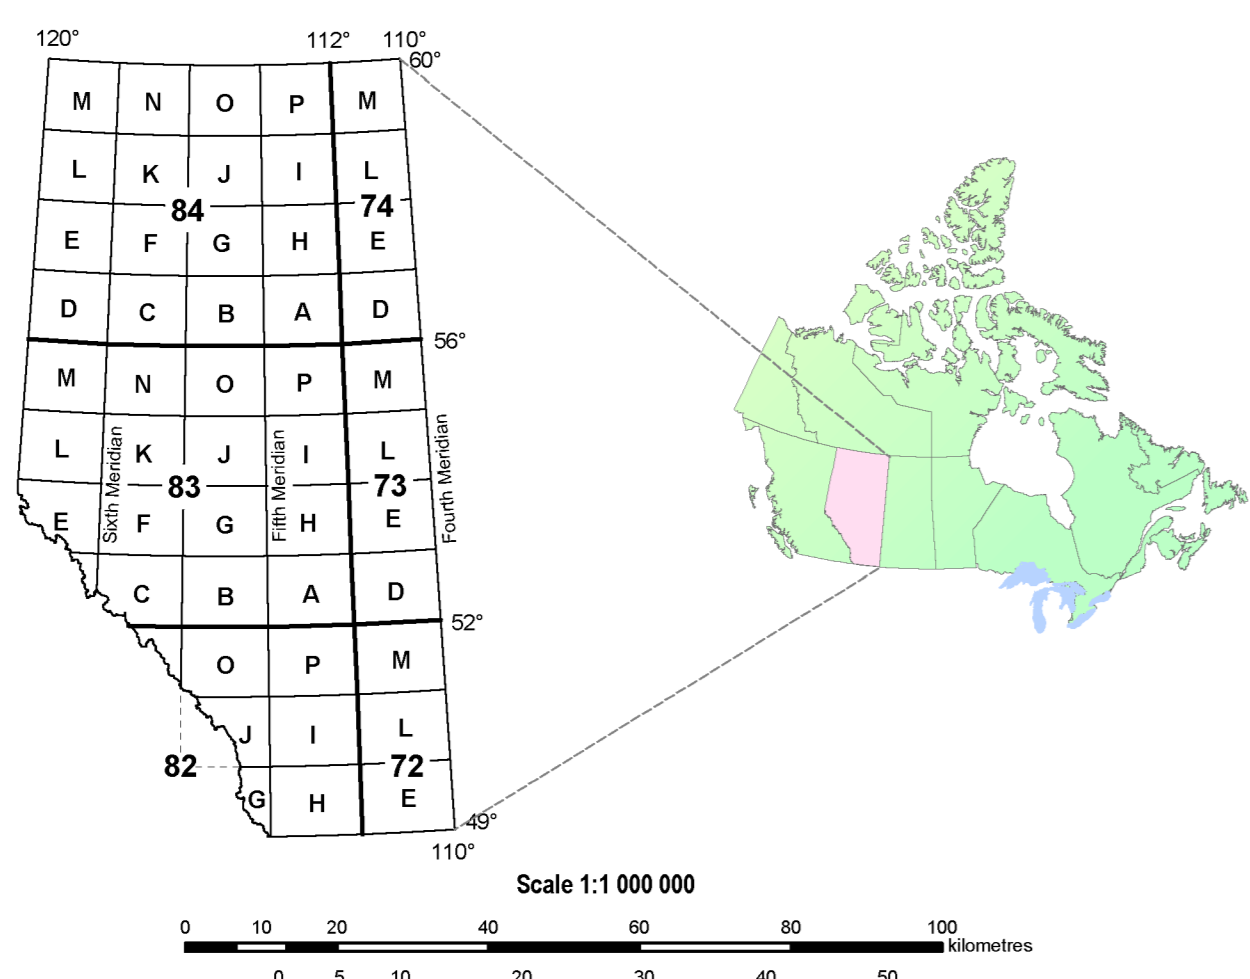 120° 112° 110°
60°
M N O P M
L K J I L
84 74
E F G H E
D C B A D
56°
M N O P M
L K J I L
Sixth Meridian Fifth Meridian Fourth Meridian
83 73
E F G H E
C B A D
52°
O P M
J I L
82 72
G H E
49°
110°
Scale 1:1 000 000
0 10 20 40 60 80 100
kilometres
0 5 10 20 30 40 50